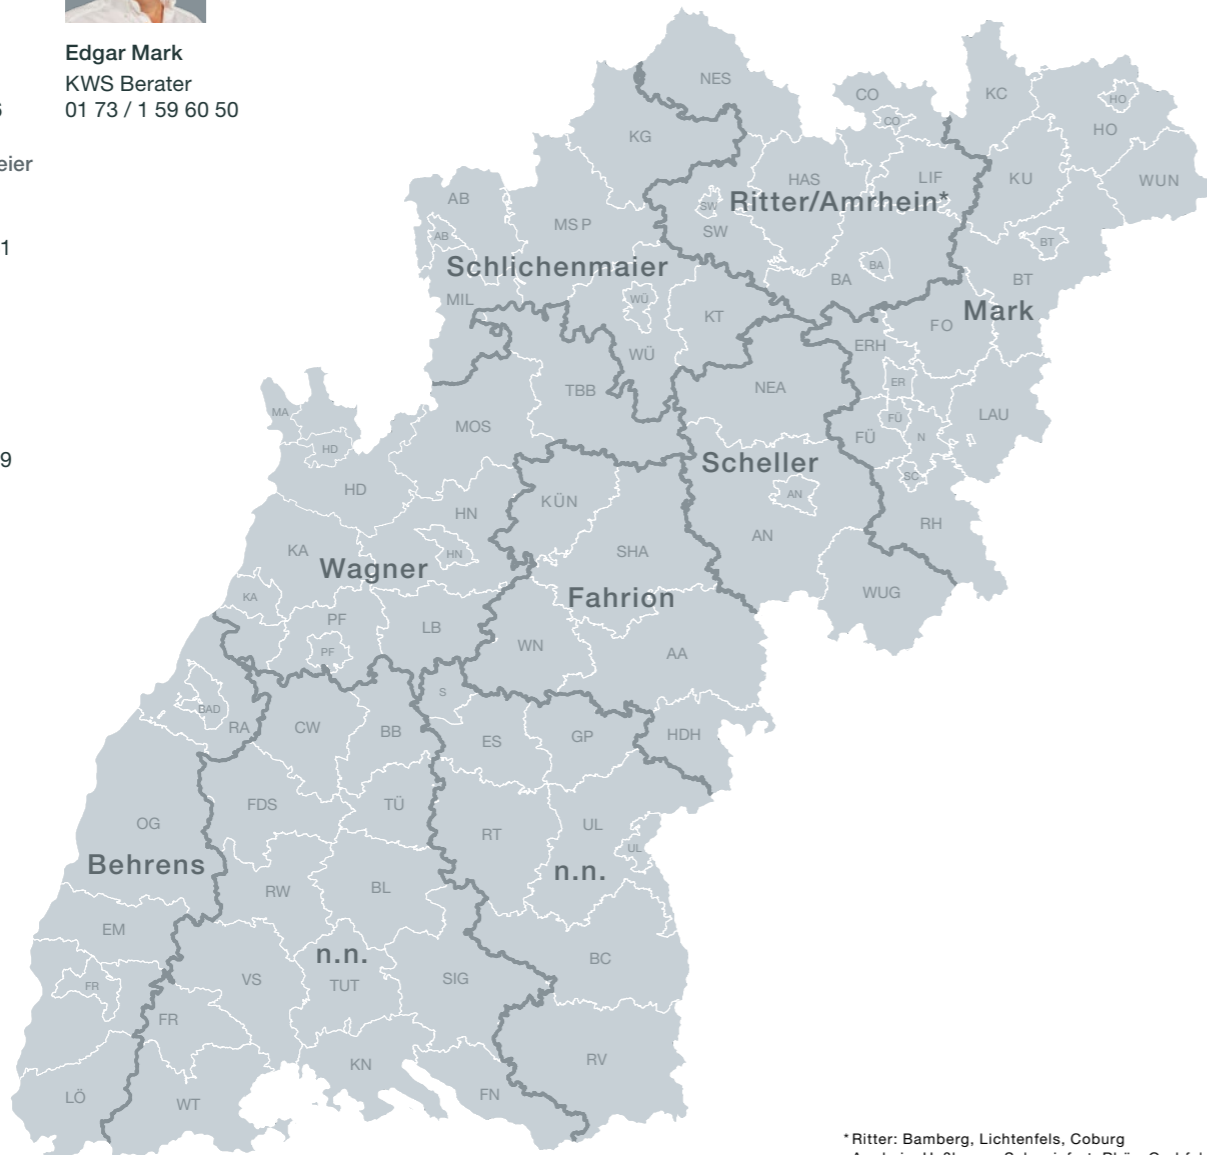 Edgar Mark
KWS Berater
01 73 / 1 59 60 50
6
eier
1
9
NES
CO
KC
HO
CO
HO
KG
HAS
LIF
KU
WUN
AB
SW
Ritter/Amrhein*
MSP
SW
AB
BT
Schlichenmaier
BA
BA
BT
MIL
WÜ
KT
Mark
FO
WÜ
ERH
TBB
NEA
ER
MA
MOS
FÜ
LAU
HD
FÜ
N
Scheller
SC
HD
AN
KÜN
HN
RH
AN
KA
HN
SHA
Wagner
KA
Fahrion
WUG
PF
LB
PF
WN
AA
S
BAD
RA
CW
BB
ES
GP
HDH
FDS
TÜ
OG
RT
UL
UL
Behrens
n.n.
RW
BL
EM
n.n.
BC
FR
VS
TUT
SIG
FR
RV
KN
LÖ
WT
FN
*Ritter: Bamberg, Lichtenfels, Coburg